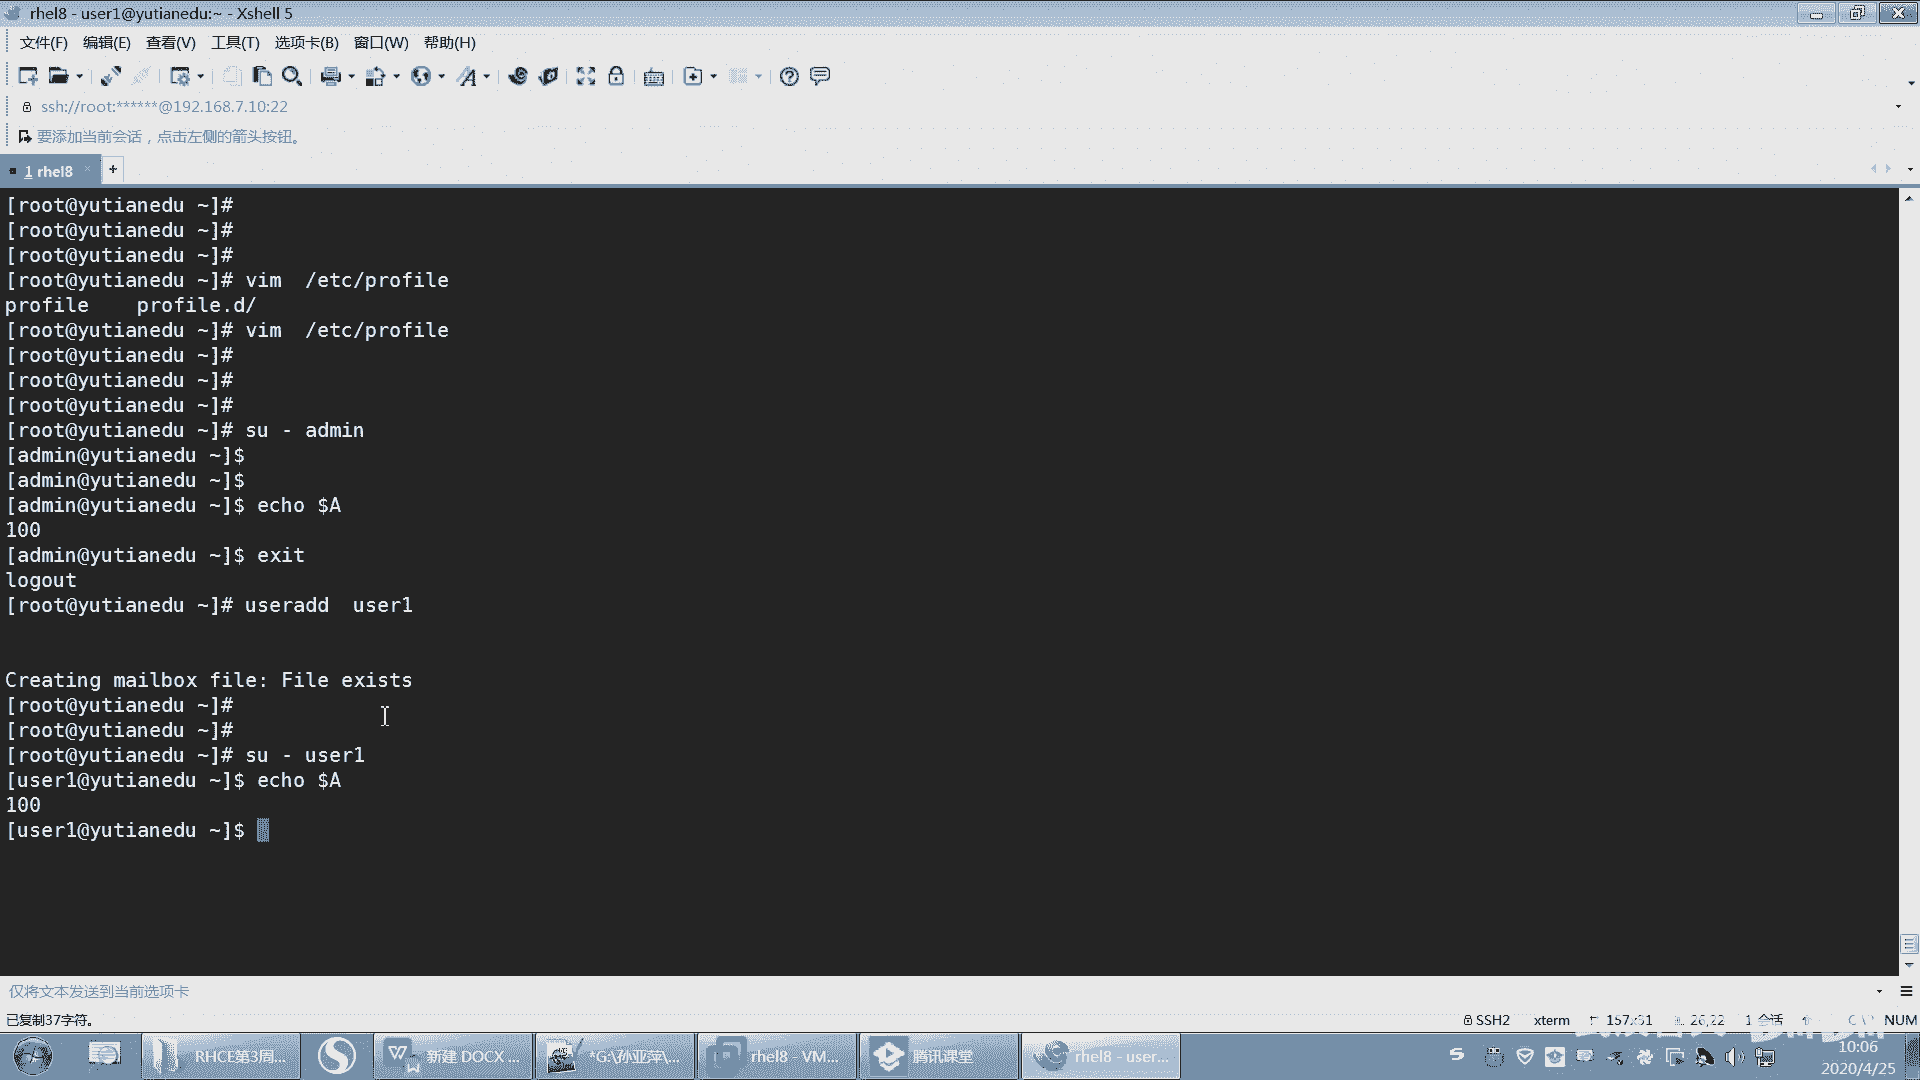 rhel8 - user1@yutianedu:~ - Xshell 5
文件(F) 编辑(E) 查看(V) 工具(T) 选项卡(B) 窗口(W) 帮助(H)
ssh://root:******@192.168.7.10:22
要添加当前会话，点击左侧的箭头按钮。
1 rhel8
[root@yutianedu ~]#
[root@yutianedu ~]#
[root@yutianedu ~]#
[root@yutianedu ~]# vim  /etc/profile
profile    profile.d/
[root@yutianedu ~]# vim  /etc/profile
[root@yutianedu ~]#
[root@yutianedu ~]#
[root@yutianedu ~]#
[root@yutianedu ~]# su - admin
[admin@yutianedu ~]$
[admin@yutianedu ~]$
[admin@yutianedu ~]$ echo $A
100
[admin@yutianedu ~]$ exit
logout
[root@yutianedu ~]# useradd  user1
Creating mailbox file: File exists
[root@yutianedu ~]#
[root@yutianedu ~]#
[root@yutianedu ~]# su - user1
[user1@yutianedu ~]$ echo $A
100
[user1@yutianedu ~]$
仅将文本发送到当前选项卡
已复制37字符。 SSH2 xterm 157x31 26,22 1 会话 NUM
RHCE第3周... 新建 DOCX ... *G:\孙亚萍\... rhel8 - VM... 腾讯课堂 rhel8 - user...
10:06
2020/4/25